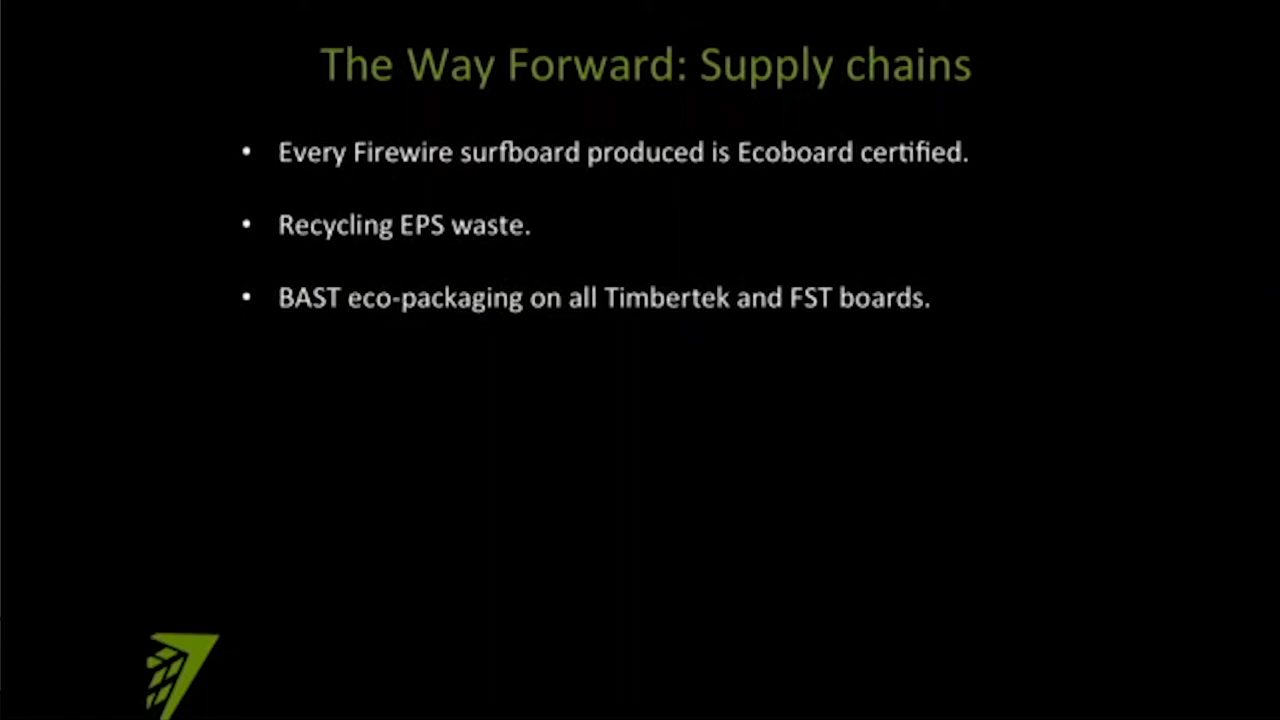 The Way Forward: Supply chains
• Every Firewire surfboard produced is Ecoboard certified.
• Recycling EPS waste.
• BAST eco-packaging on all Timbertek and FST boards.